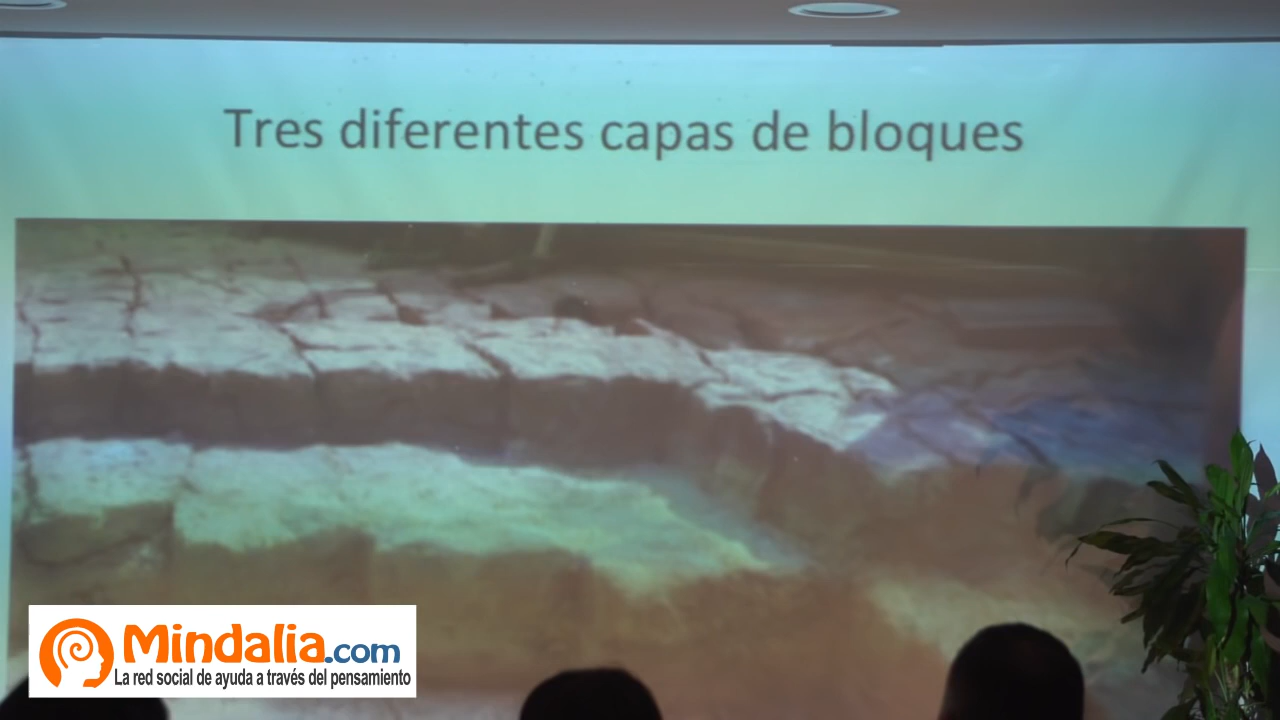 Tres diferentes capas de bloques
Mindalia.com
La red social de ayuda a través del pensamiento